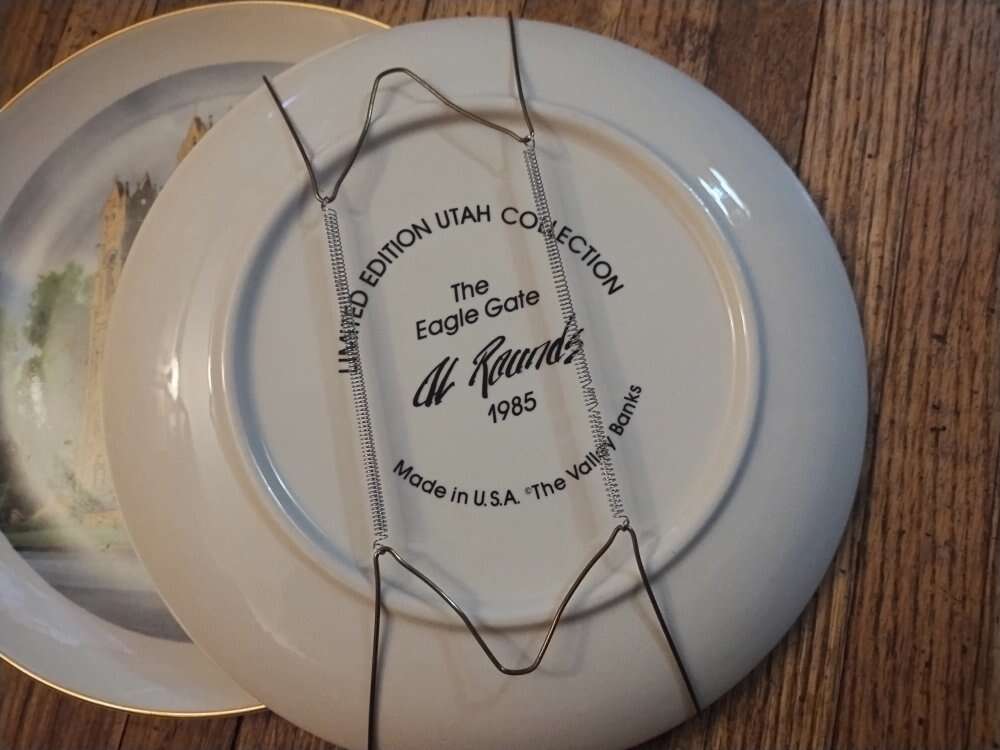 LIMITED EDITION UTAH COLLECTION
The
Eagle Gate
Al Rounds
1985
Made in U.S.A. ©The Valley Banks